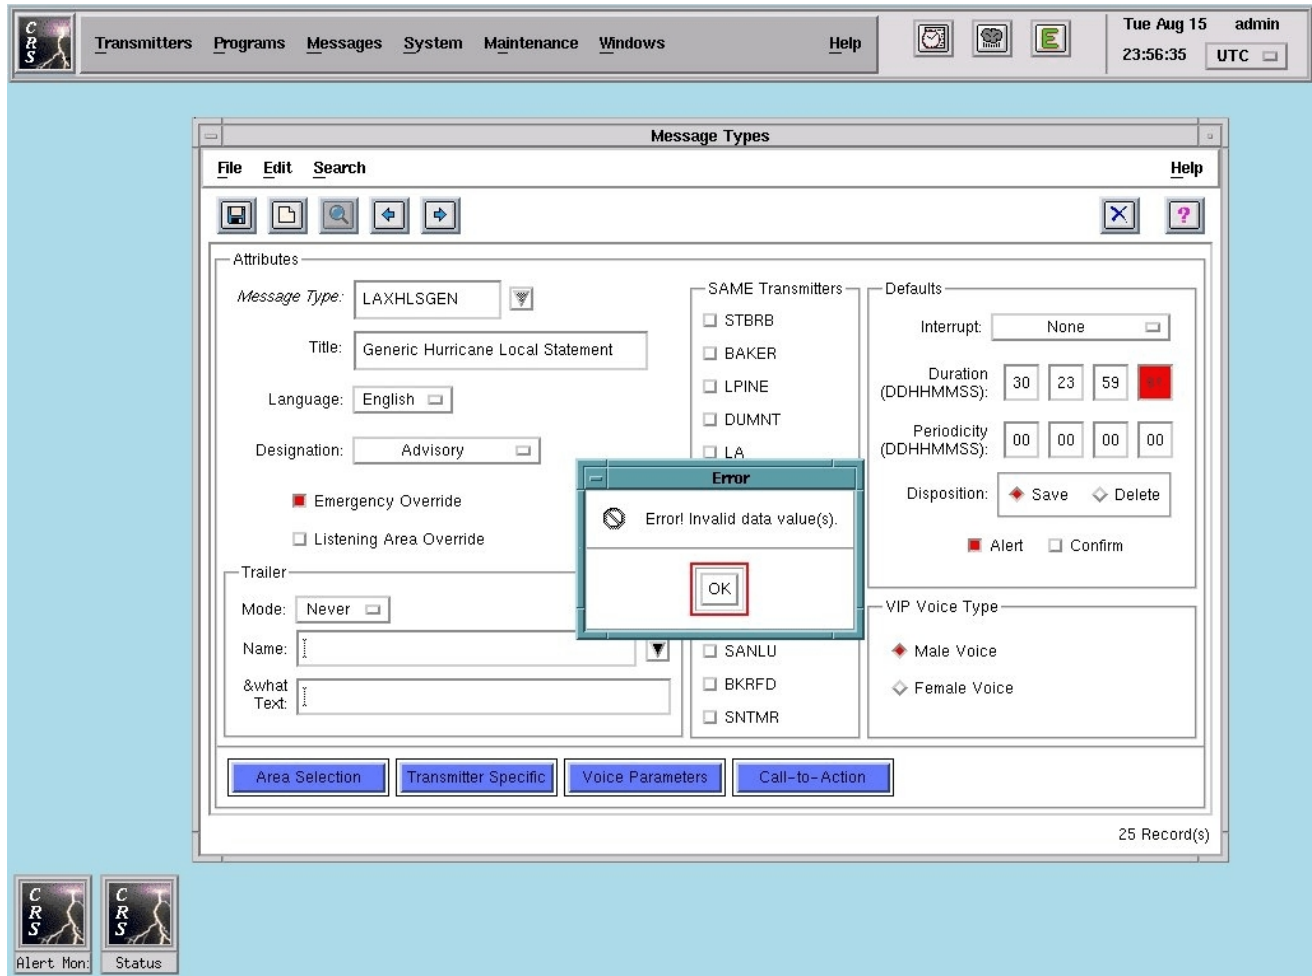 CRS
Transmitters Programs Messages System Maintenance Windows Help
E
Tue Aug 15 admin
23:56:35 UTC
Message Types
File Edit Search Help
?
Attributes
Message Type: LAXHLSGEN
Title: Generic Hurricane Local Statement
Language: English
Designation: Advisory
Emergency Override
Listening Area Override
Trailer
Mode: Never
Name:
&what
Text:
SAME Transmitters
STBRB
BAKER
LPINE
DUMNT
LA
SANLU
BKRFD
SNTMR
Defaults
Interrupt: None
Duration
(DDHHMMSS): 30 23 59
Periodicity
(DDHHMMSS): 00 00 00 00
Disposition: Save Delete
Alert Confirm
VIP Voice Type
Male Voice
Female Voice
Error
Error! Invalid data value(s).
OK
Area Selection Transmitter Specific Voice Parameters Call-to-Action
25 Record(s)
CRS
Alert Mon:
CRS
Status